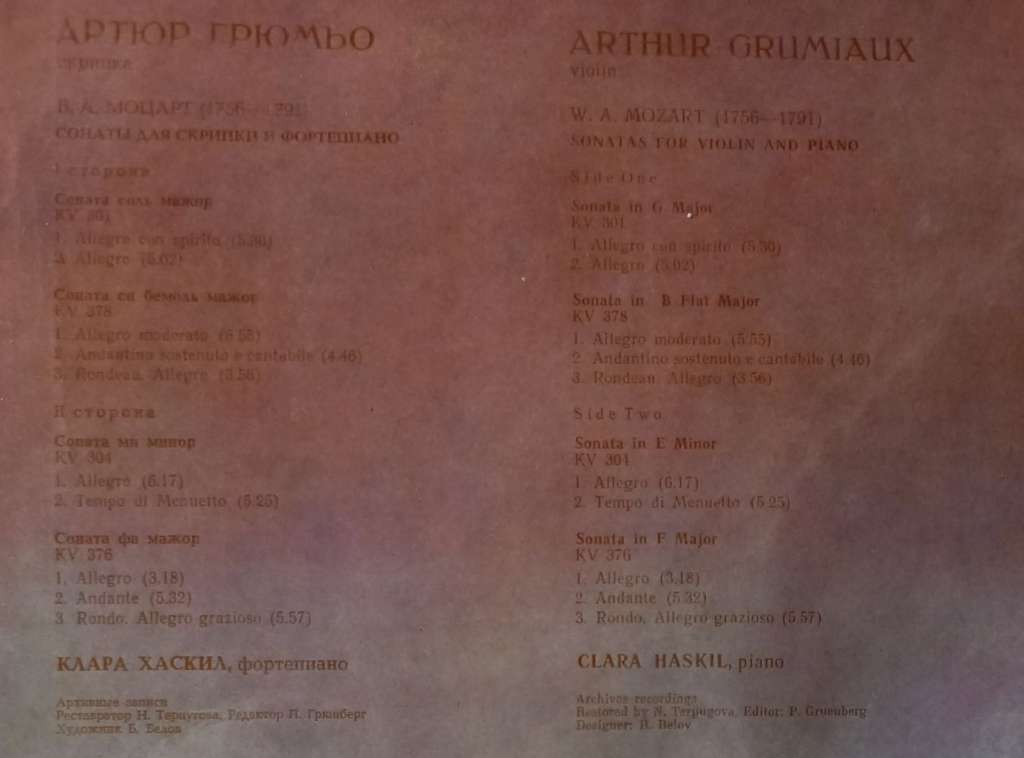 АРТЮР ГРЮМЬО
скрипка
В. А. МОЦАРТ (1756—1791)
СОНАТЫ ДЛЯ СКРИПКИ И ФОРТЕПИАНО
I сторона
Соната соль мажор
KV 301
1. Allegro con spirito (5.30)
2. Allegro (5.02)
Соната си бемоль мажор
KV 378
1. Allegro moderato (5.55)
2. Andantino sostenuto e cantabile (4.46)
3. Rondeau. Allegro (3.56)
II сторона
Соната ми минор
KV 304
1. Allegro (6.17)
2. Tempo di Menuetto (5.25)
Соната фа мажор
KV 376
1. Allegro (3.18)
2. Andante (5.32)
3. Rondo. Allegro grazioso (5.57)
КЛАРА ХАСКИЛ, фортепиано
Архивные записи
Реставратор Н. Терпугова. Редактор П. Грюнберг
Художник Б. Белов
ARTHUR GRUMIAUX
violin
W. A. MOZART (1756—1791)
SONATAS FOR VIOLIN AND PIANO
Side One
Sonata in G Major
KV 301
1. Allegro con spirito (5.30)
2. Allegro (5.02)
Sonata in B Flat Major
KV 378
1. Allegro moderato (5.55)
2. Andantino sostenuto e cantabile (4.46)
3. Rondeau. Allegro (3.56)
Side Two
Sonata in E Minor
KV 304
1. Allegro (6.17)
2. Tempo di Menuetto (5.25)
Sonata in F Major
KV 376
1. Allegro (3.18)
2. Andante (5.32)
3. Rondo. Allegro grazioso (5.57)
CLARA HASKIL, piano
Archives recordings
Restored by N. Terpugova. Editor: P. Gruenberg
Designer: B. Belov